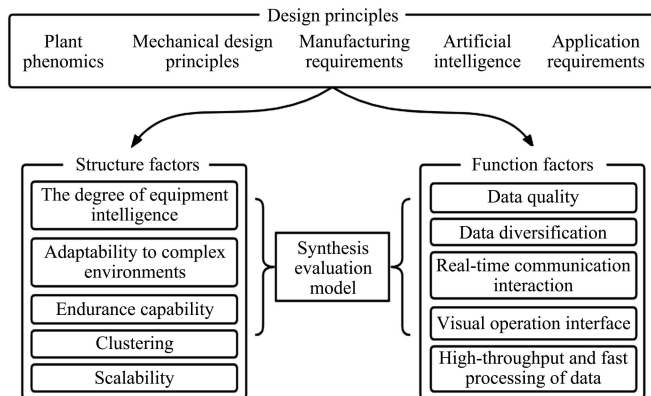 Design principles
Plant
phenomics
Mechanical design
principles
Manufacturing
requirements
Artificial
intelligence
Application
requirements
Structure factors
The degree of equipment
intelligence
Adaptability to complex
environments
Endurance capability
Clustering
Scalability
Synthesis
evaluation
model
Function factors
Data quality
Data diversification
Real-time communication
interaction
Visual operation interface
High-throughput and fast
processing of data